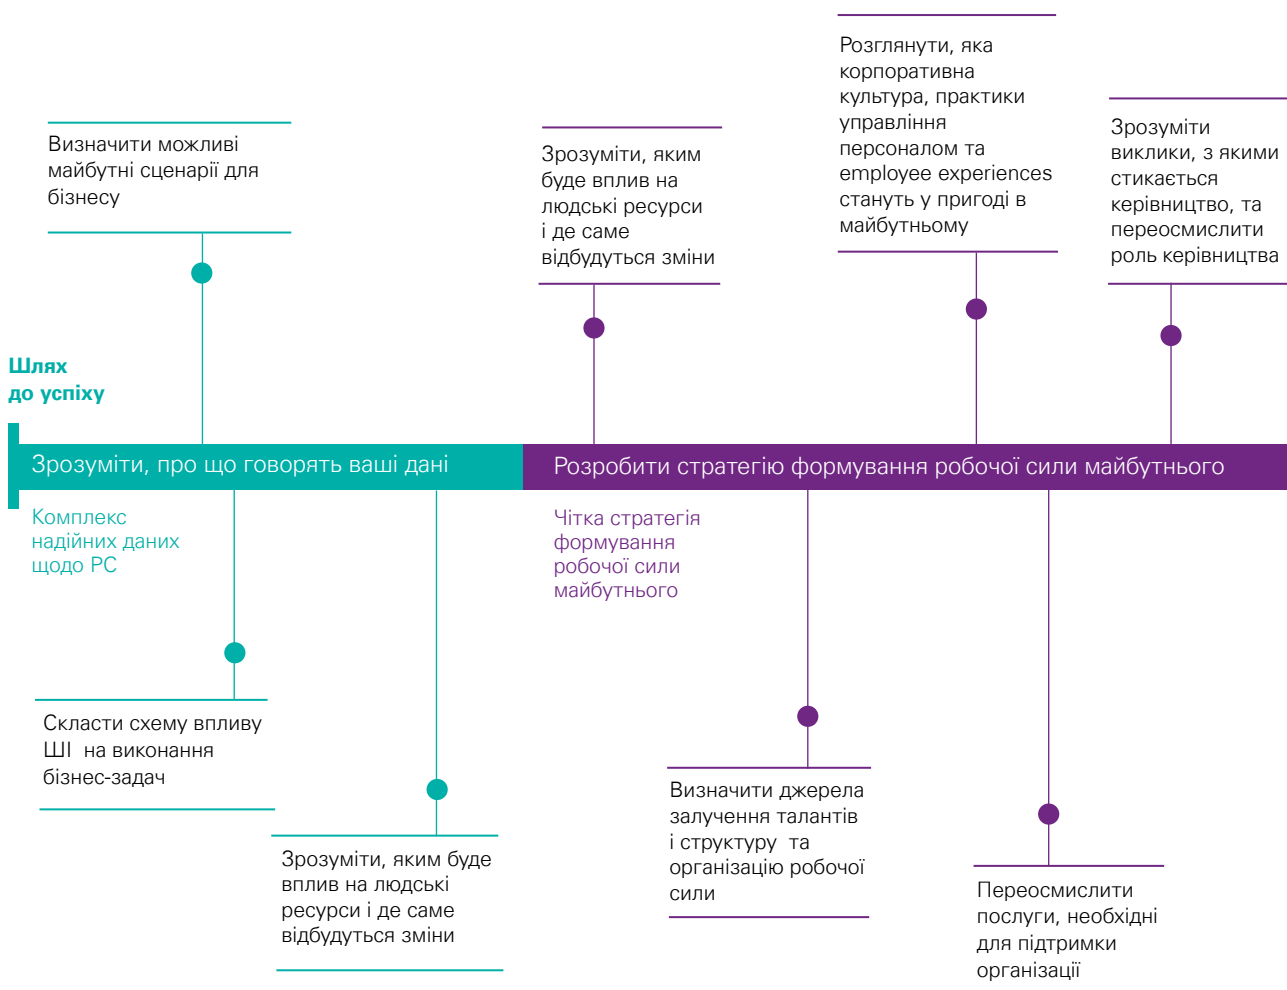 Розглянути, яка
корпоративна
культура, практики
управління
персоналом та
employee experiences
стануть у пригоді в
майбутньому
Зрозуміти
виклики, з якими
стикається
керівництво, та
переосмислити
роль керівництва
Визначити можливі
майбутні сценарії для
бізнесу
Зрозуміти, яким
буде вплив на
людські ресурси
і де саме
відбудуться зміни
Шлях
до успіху
Зрозуміти, про що говорять ваші дані
Розробити стратегію формування робочої сили майбутнього
Комплекс
надійних даних
щодо РС
Чітка стратегія
формування
робочої сили
майбутнього
Скласти схему впливу
ШІ на виконання
бізнес-задач
Зрозуміти, яким буде
вплив на людські
ресурси і де саме
відбудуться зміни
Визначити джерела
залучення талантів
і структуру та
організацію робочої
сили
Переосмислити
послуги, необхідні
для підтримки
організації